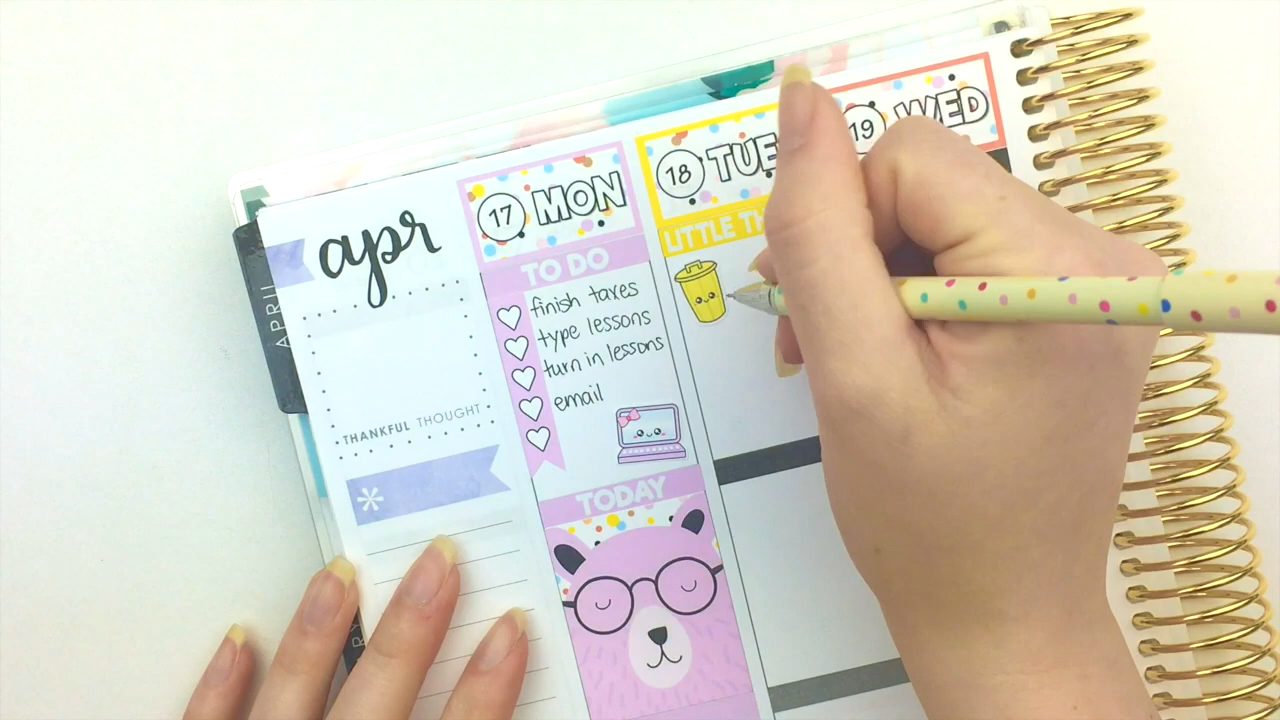 apr
APRIL
THANKFUL THOUGHT
17 MON
TO DO
finish taxes
type lessons
turn in lessons
email
TODAY
18 TUE
LITTLE
19 WED